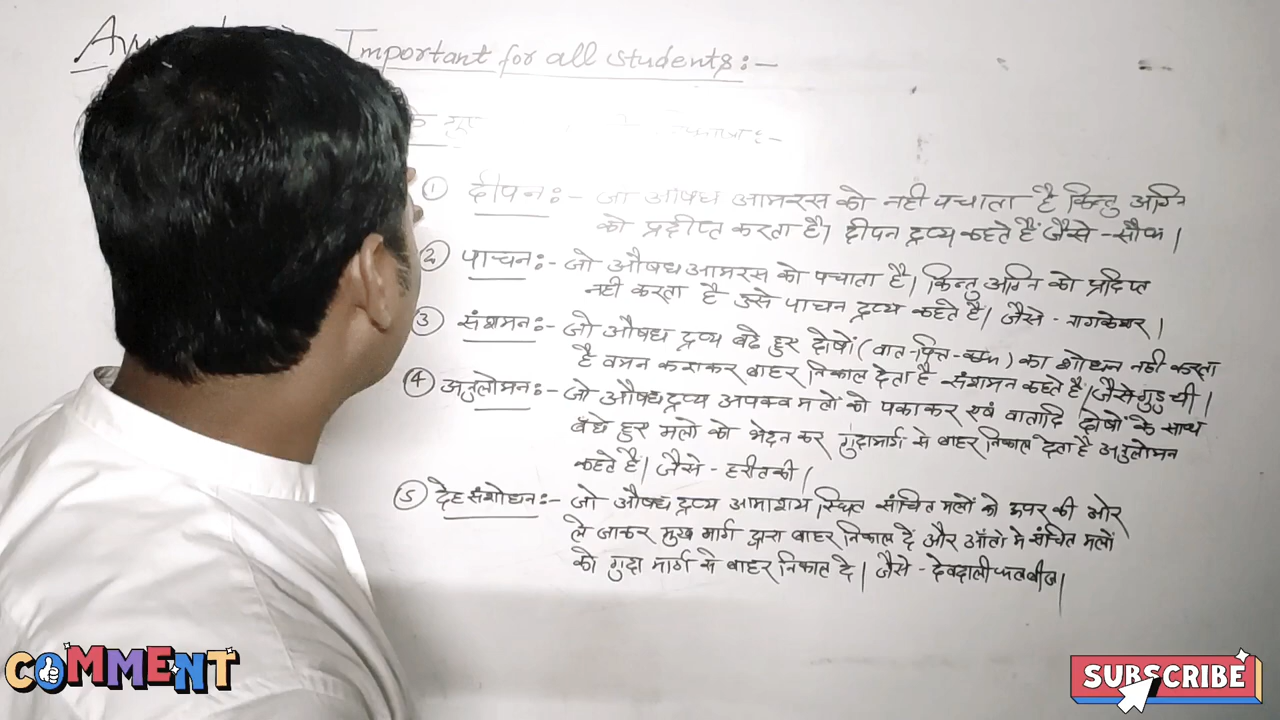 Important for all students:-
① दीपन:- जो औषध आमरस को नही पचाता है किन्तु अग्नि
को प्रदीप्त करता है। दीपन द्रव्य कहते हैं जैसे - सौंफ।
② पाचन:- जो औषध आमरस को पचाता है। किन्तु अग्नि को प्रदिप्त
नही करता है उसे पाचन द्रव्य कहते है। जैसे - नागकेशर।
③ संशमन:- जो औषध द्रव्य बढे हुए दोषों (वात-पित्त-कफ) का शोधन नही करता
है वमन कराकर बाहर निकाल देता है संशमन कहते है। (जैसे गुडुची।
④ अनुलोमन:- जो औषध द्रव्य अपक्व मलों को पकाकर एवं वातादि दोषों के साथ
बँधे हुए मलो को भेदन कर गुदामार्ग से बाहर निकाल देता है अनुलोमन
कहते है। जैसे - हरीतकी।
⑤ देह संशोधन:- जो औषध द्रव्य आमाशय स्थित संचित मलों को ऊपर की ओर
ले जाकर मुख मार्ग द्वारा बाहर निकाल दें और आँतो मे संचित मलों
को गुदा मार्ग से बाहर निकाल दे। जैसे - देवदाली फल बीज।
COMMENT
SUBSCRIBE